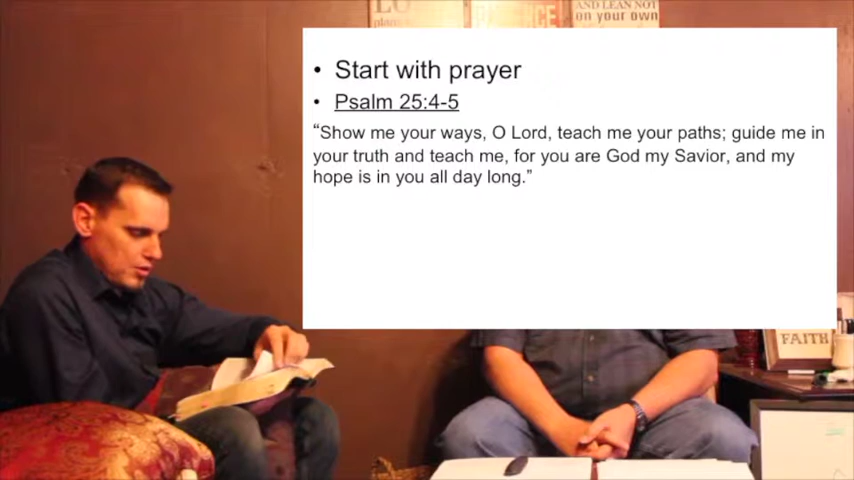 AND LEAN NOT
on your own
• Start with prayer
• Psalm 25:4-5
“Show me your ways, O Lord, teach me your paths; guide me in
your truth and teach me, for you are God my Savior, and my
hope is in you all day long.”
FAITH